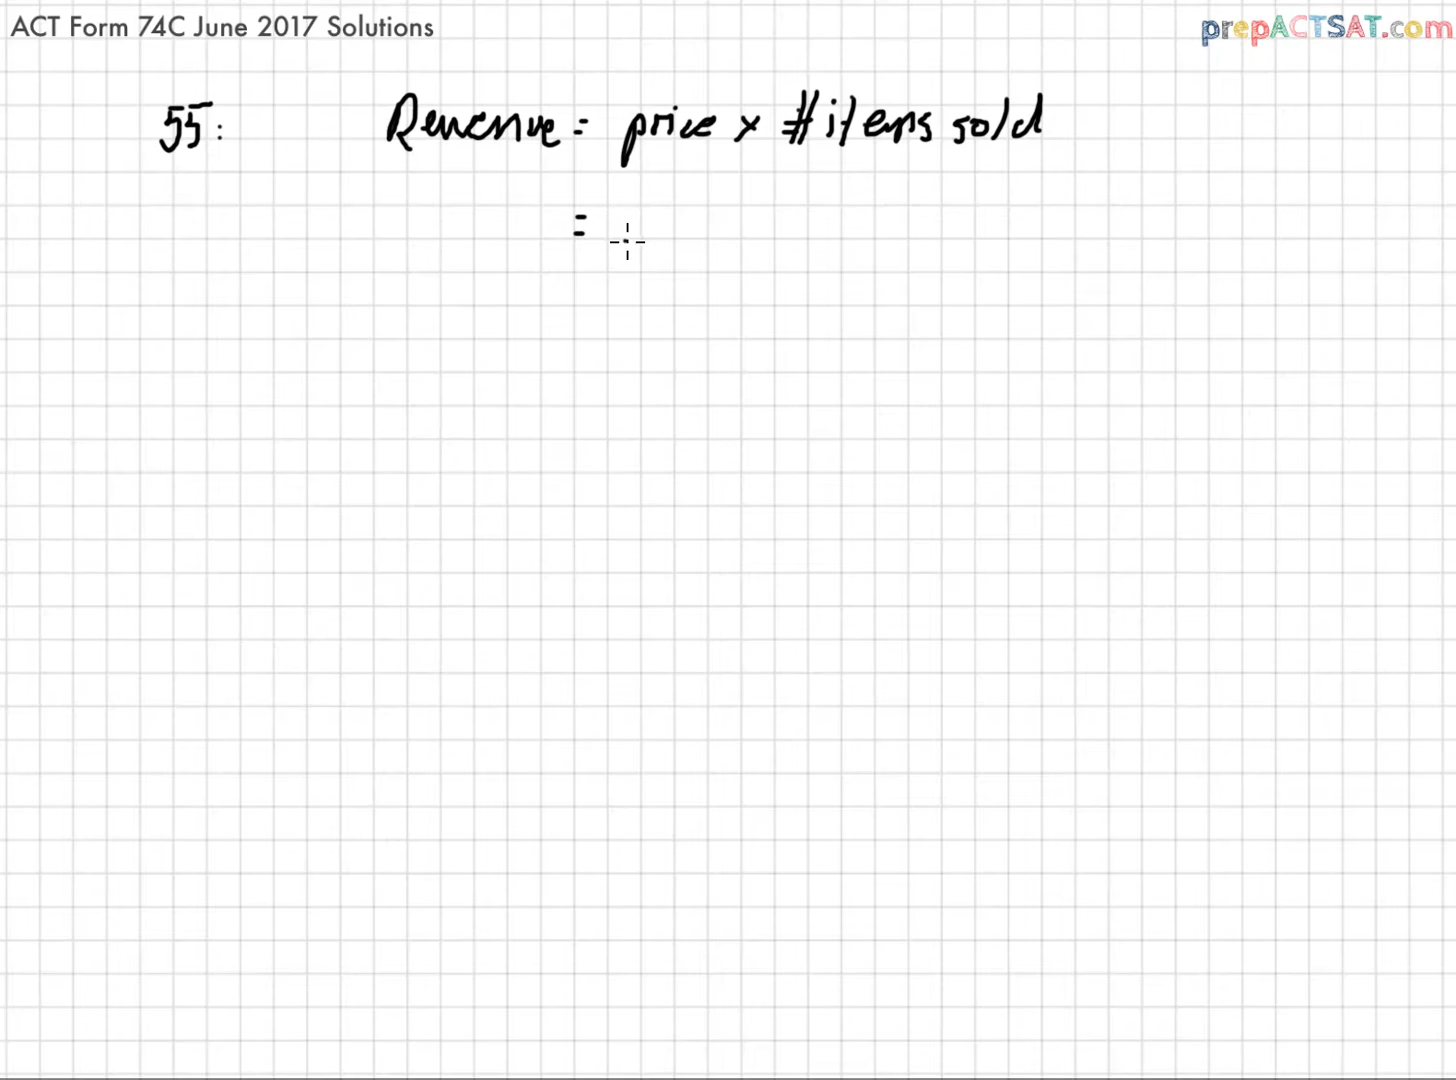 ACT Form 74C June 2017 Solutions
prepACTSAT.com
55: Revenue = price x # items sold
=